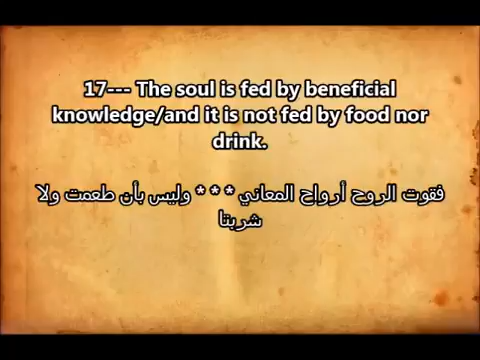 17--- The soul is fed by beneficial
knowledge/and it is not fed by food nor
drink.
فقوت الروح أرواح المعاني * * * وليس بأن طعمت ولا
شربتا